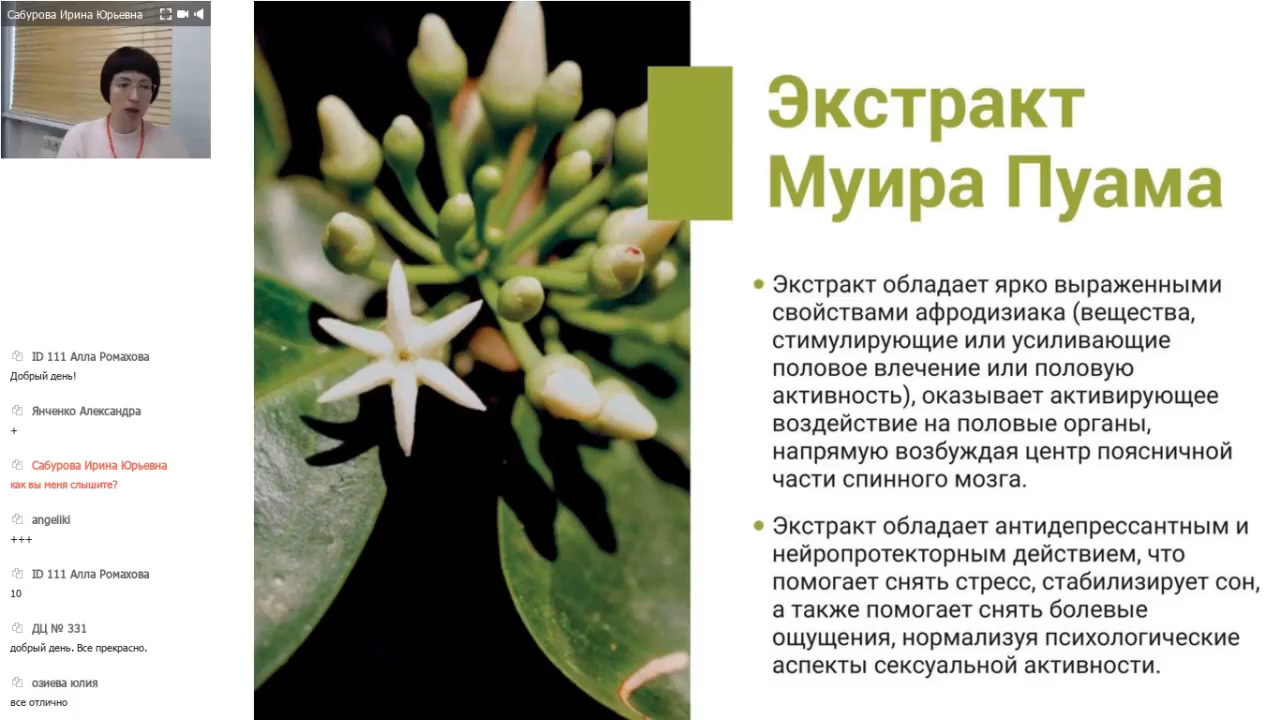 Сабурова Ирина Юрьевна
Экстракт
Муира Пуама
Экстракт обладает ярко выраженными
свойствами афродизиака (вещества,
стимулирующие или усиливающие
половое влечение или половую
активность), оказывает активирующее
воздействие на половые органы,
напрямую возбуждая центр поясничной
части спинного мозга.
Экстракт обладает антидепрессантным и
нейропротекторным действием, что
помогает снять стресс, стабилизирует сон,
а также помогает снять болевые
ощущения, нормализуя психологические
аспекты сексуальной активности.
ID 111 Алла Ромахова
Добрый день!
Янченко Александра
+
Сабурова Ирина Юрьевна
как вы меня слышите?
angeliki
+++
ID 111 Алла Ромахова
10
ДЦ № 331
добрый день. Все прекрасно.
озиева юлия
все отлично